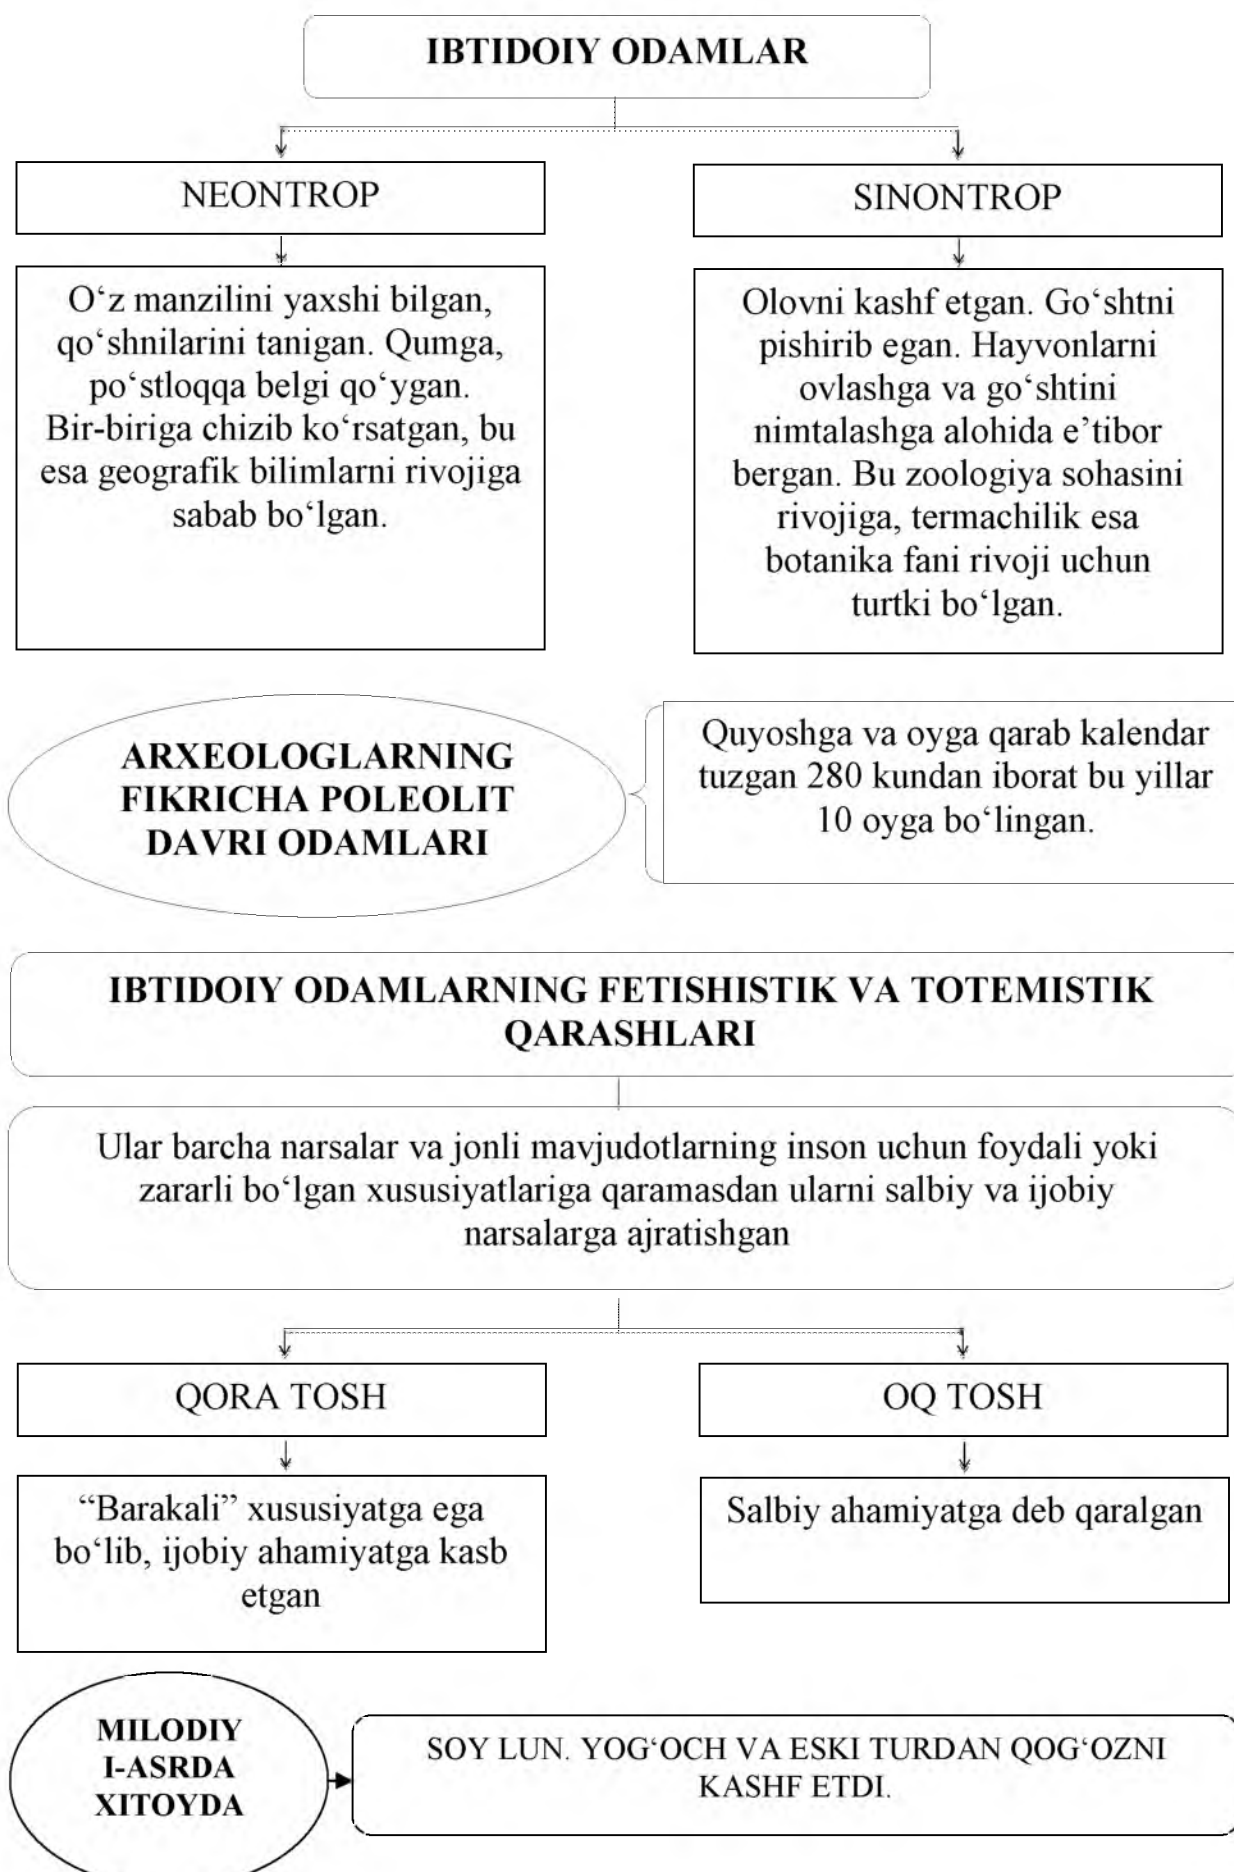 IBTIDOIY ODAMLAR
NEONTROP
O‘z manzilini yaxshi bilgan,
qo‘shnilarini tanigan. Qumga,
po‘stloqqa belgi qo‘ygan.
Bir-biriga chizib ko‘rsatgan, bu
esa geografik bilimlarni rivojiga
sabab bo‘lgan.
SINONTROP
Olovni kashf etgan. Go‘shtni
pishirib egan. Hayvonlarni
ovlashga va go‘shtini
nimtalashga alohida e’tibor
bergan. Bu zoologiya sohasini
rivojiga, termachilik esa
botanika fani rivoji uchun
turtki bo‘lgan.
ARXEOLOGLARNING
FIKRICHA POLEOLIT
DAVRI ODAMLARI
Quyoshga va oyga qarab kalendar
tuzgan 280 kundan iborat bu yillar
10 oyga bo‘lingan.
IBTIDOIY ODAMLARNING FETISHISTIK VA TOTEMISTIK
QARASHLARI
Ular barcha narsalar va jonli mavjudotlarning inson uchun foydali yoki
zararli bo‘lgan xususiyatlariga qaramasdan ularni salbiy va ijobiy
narsalarga ajratishgan
QORA TOSH
“Barakali” xususiyatga ega
bo‘lib, ijobiy ahamiyatga kasb
etgan
OQ TOSH
Salbiy ahamiyatga deb qaralgan
MILODIY
I-ASRDA
XITOYDA
SOY LUN. YOG‘OCH VA ESKI TURDAN QOG‘OZNI
KASHF ETDI.